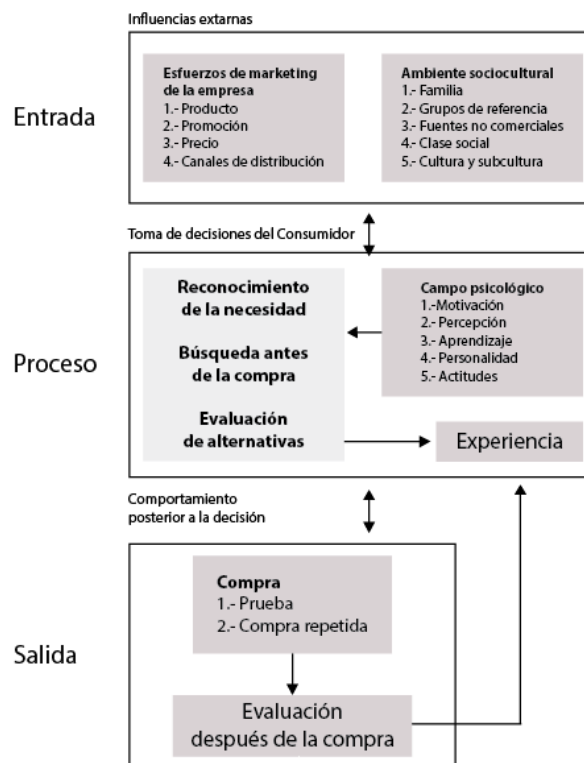 Influencias extarnas
Entrada
Esfuerzos de marketing
de la empresa
1.- Producto
2.- Promoción
3.- Precio
4.- Canales de distribución
Ambiente sociocultural
1.- Familia
2.- Grupos de referencia
3.- Fuentes no comerciales
4.- Clase social
5.- Cultura y subcultura
Toma de decisiones del Consumidor
Proceso
Reconocimiento
de la necesidad
Búsqueda antes
de la compra
Evaluación
de alternativas
Campo psicológico
1.-Motivación
2.- Percepción
3.- Aprendizaje
4.- Personalidad
5.- Actitudes
Experiencia
Comportamiento
posterior a la decisión
Salida
Compra
1.- Prueba
2.- Compra repetida
Evaluación
después de la compra